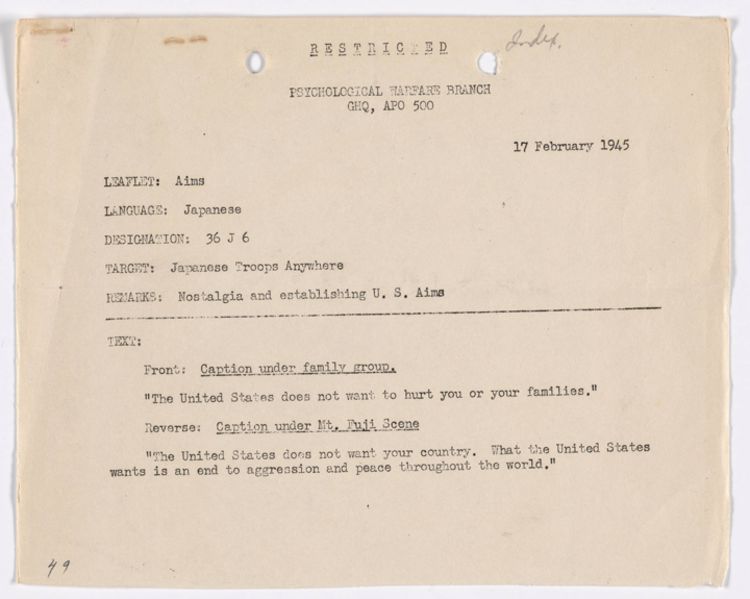 RESTRICTED
Index.
PSYCHOLOGICAL WARFARE BRANCH
GHQ, APO 500
17 February 1945
LEAFLET: Aims
LANGUAGE: Japanese
DESIGNATION: 36 J 6
TARGET: Japanese Troops Anywhere
REMARKS: Nostalgia and establishing U. S. Aims
TEXT:
Front: Caption under family group.
"The United States does not want to hurt you or your families."
Reverse: Caption under Mt. Fuji Scene
"The United States does not want your country. What the United States
wants is an end to aggression and peace throughout the world."
49